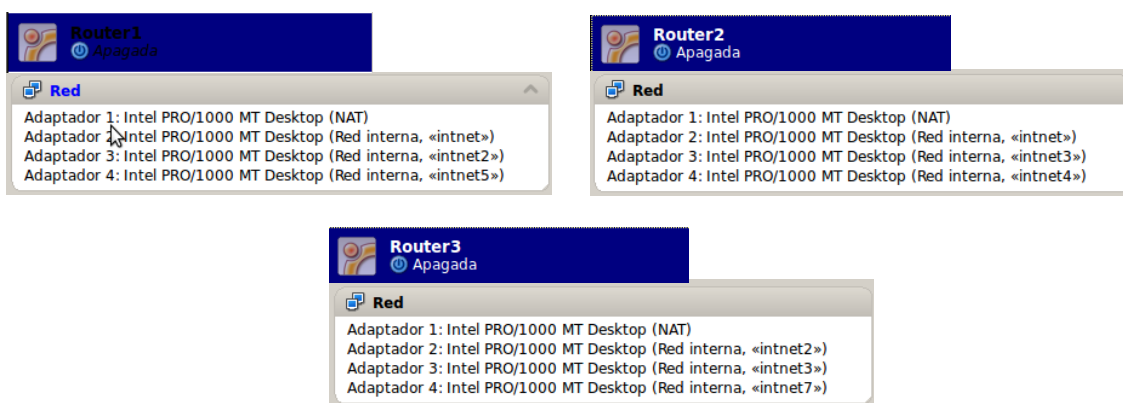 Router1
Apagada
Red
Adaptador 1: Intel PRO/1000 MT Desktop (NAT)
Adaptador 2: Intel PRO/1000 MT Desktop (Red interna, «intnet»)
Adaptador 3: Intel PRO/1000 MT Desktop (Red interna, «intnet2»)
Adaptador 4: Intel PRO/1000 MT Desktop (Red interna, «intnet5»)
Router2
Apagada
Red
Adaptador 1: Intel PRO/1000 MT Desktop (NAT)
Adaptador 2: Intel PRO/1000 MT Desktop (Red interna, «intnet»)
Adaptador 3: Intel PRO/1000 MT Desktop (Red interna, «intnet3»)
Adaptador 4: Intel PRO/1000 MT Desktop (Red interna, «intnet4»)
Router3
Apagada
Red
Adaptador 1: Intel PRO/1000 MT Desktop (NAT)
Adaptador 2: Intel PRO/1000 MT Desktop (Red interna, «intnet2»)
Adaptador 3: Intel PRO/1000 MT Desktop (Red interna, «intnet3»)
Adaptador 4: Intel PRO/1000 MT Desktop (Red interna, «intnet7»)